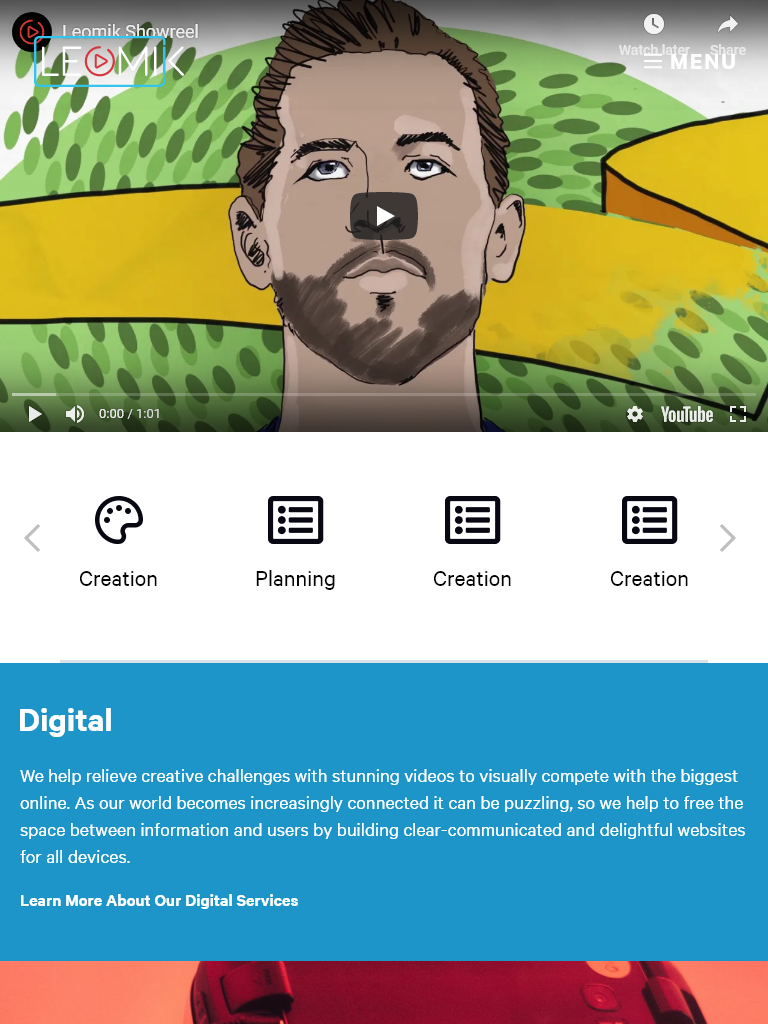 Leomik Showreel
LEOMIK
Watch later
Share
MENU
0:00 / 1:01
YouTube
Creation
Planning
Creation
Creation
Digital
We help relieve creative challenges with stunning videos to visually compete with the biggest
online. As our world becomes increasingly connected it can be puzzling, so we help to free the
space between information and users by building clear-communicated and delightful websites
for all devices.
Learn More About Our Digital Services